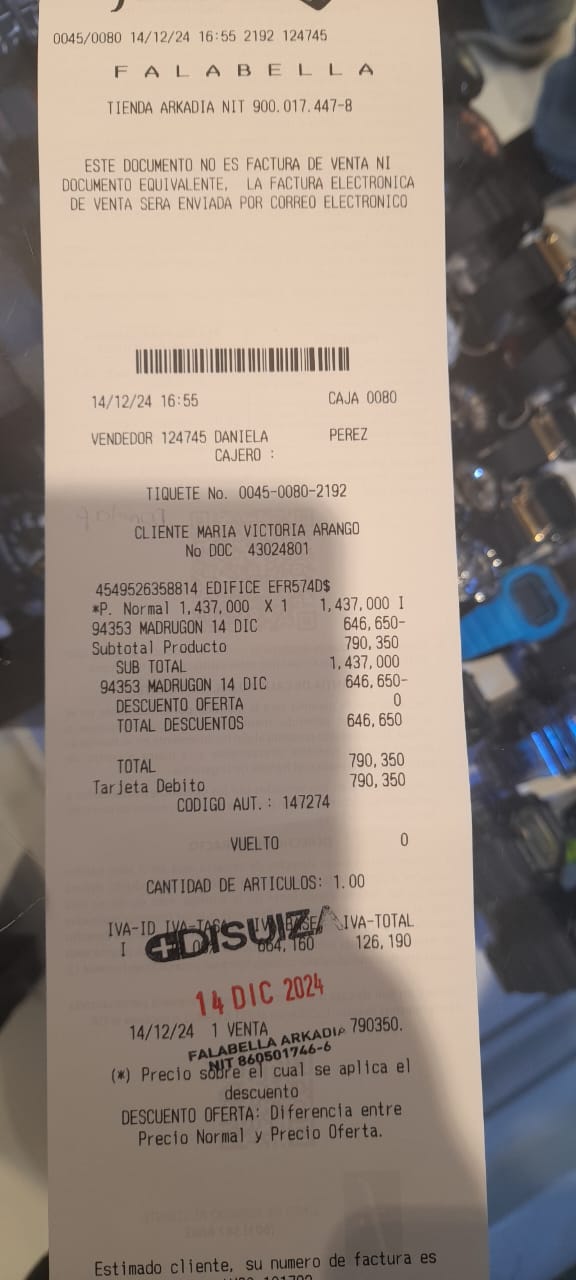 0045/0080 14/12/24 16:55 2192 124745
FALABELLA
TIENDA ARKADIA NIT 900.017.447-8
ESTE DOCUMENTO NO ES FACTURA DE VENTA NI
DOCUMENTO EQUIVALENTE, LA FACTURA ELECTRONICA
DE VENTA SERA ENVIADA POR CORREO ELECTRONICO
14/12/24 16:55 CAJA 0080
VENDEDOR 124745 DANIELA PEREZ
CAJERO :
TIQUETE No. 0045-0080-2192
CLIENTE MARIA VICTORIA ARANGO
No DOC 43024801
4549526358814 EDIFICE EFR574D$
*P. Normal 1,437,000 X 1 1,437,000 I
94353 MADRUGON 14 DIC 646,650-
Subtotal Producto 790,350
SUB TOTAL 1,437,000
94353 MADRUGON 14 DIC 646,650-
DESCUENTO OFERTA 0
TOTAL DESCUENTOS 646,650
TOTAL 790,350
Tarjeta Debito 790,350
CODIGO AUT.: 147274
VUELTO 0
CANTIDAD DE ARTICULOS: 1.00
IVA-ID IVA-TASA IVA-BASE IVA-TOTAL
I 664,160 126,190
DISUIZA
14 DIC 2024
14/12/24 1 VENTA 790350.
FALABELLA ARKADIA
NIT 860501746-6
(*) Precio sobre el cual se aplica el
descuento
DESCUENTO OFERTA: Diferencia entre
Precio Normal y Precio Oferta.
Estimado cliente, su numero de factura es